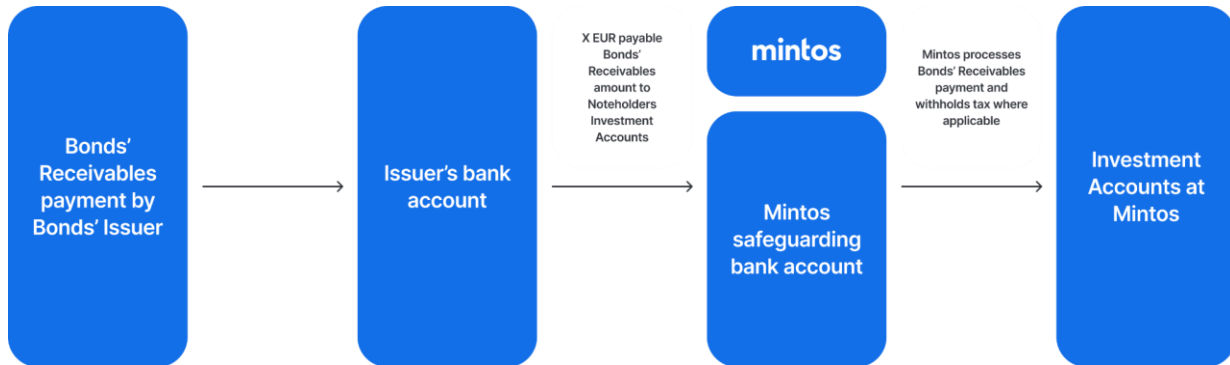 Bonds'
Receivables
payment by
Bonds' Issuer
Issuer's bank
account
X EUR payable
Bonds'
Receivables
amount to
Noteholders
Investment
Accounts
mintos
Mintos
safeguarding
bank account
Mintos processes
Bonds' Receivables
payment and
withholds tax where
applicable
Investment
Accounts at
Mintos